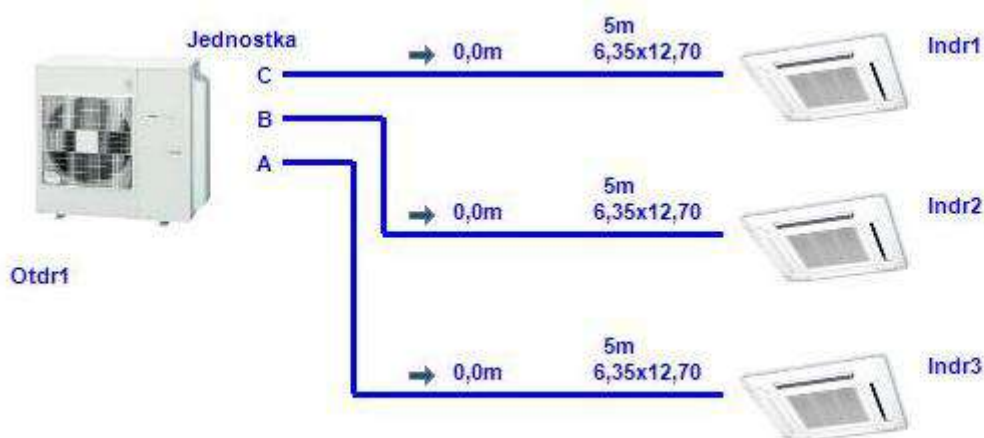 Jednostka
5m
0,0m 6,35x12,70
Indr1
C
B
A
5m
0,0m 6,35x12,70
Indr2
Otdr1
5m
0,0m 6,35x12,70
Indr3